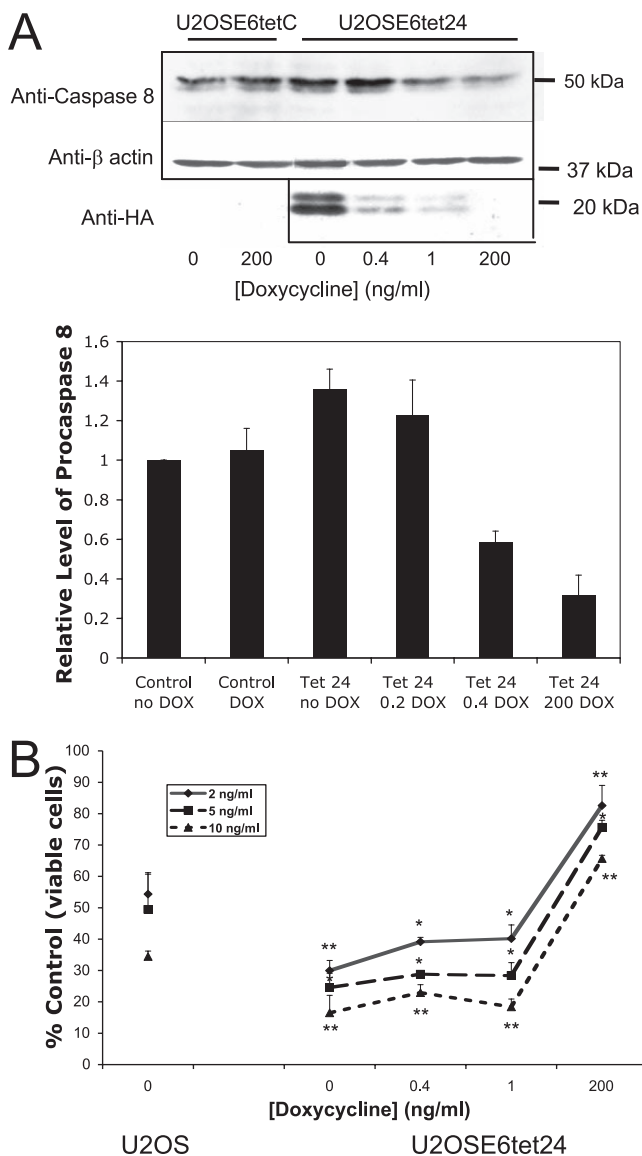 A
U2OSE6tetC U2OSE6tet24
Anti-Caspase 8
50 kDa
Anti-β actin
37 kDa
Anti-HA
20 kDa
0 200 0 0.4 1 200
[Doxycycline] (ng/ml)
Relative Level of Procaspase 8
1.6
1.4
1.2
1
0.8
0.6
0.4
0.2
0
Control no DOX
Control DOX
Tet 24 no DOX
Tet 24 0.2 DOX
Tet 24 0.4 DOX
Tet 24 200 DOX
B
% Control (viable cells)
100
90
80
70
60
50
40
30
20
10
0
2 ng/ml
5 ng/ml
10 ng/ml
** * * **
* * * *
** ** ** **
0 0 0.4 1 200
[Doxycycline] (ng/ml)
U2OS U2OSE6tet24